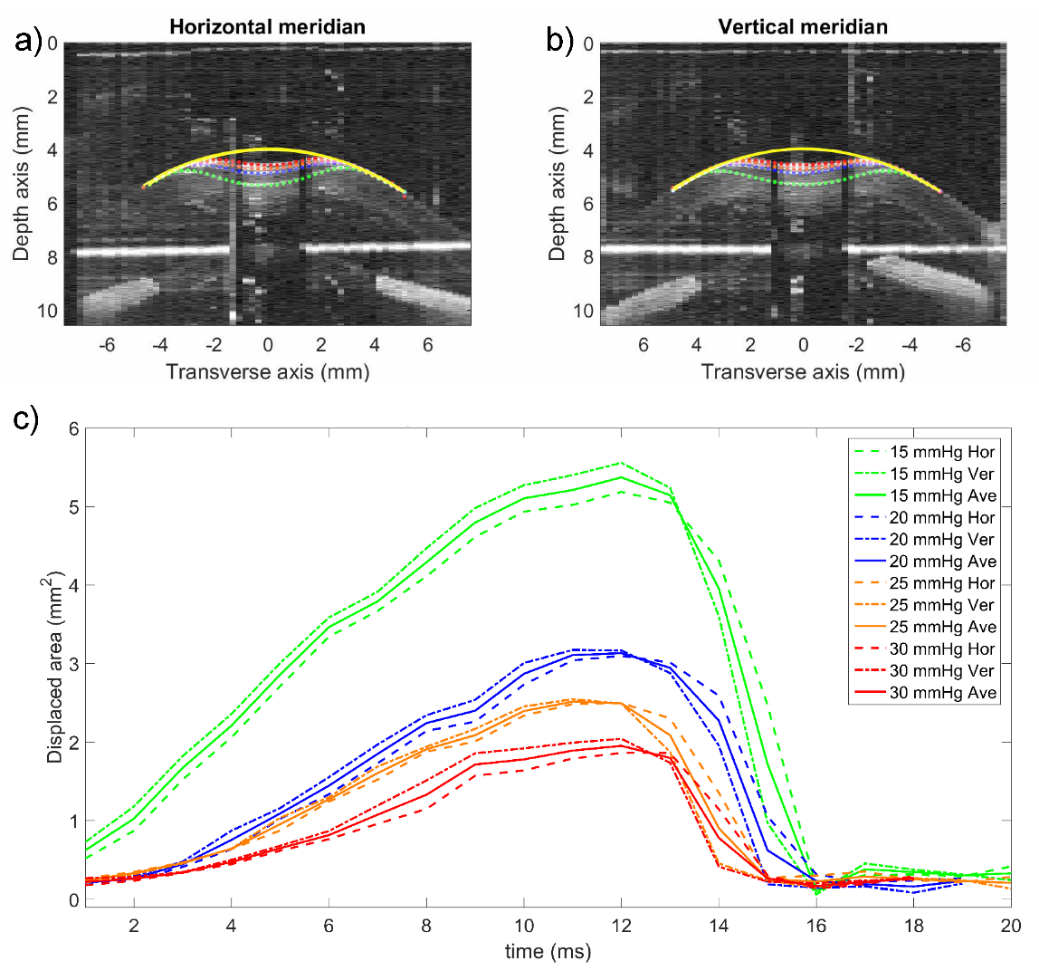 a)
Horizontal meridian
0
2
4
6
8
10
Depth axis (mm)
-6 -4 -2 0 2 4 6
Transverse axis (mm)
b)
Vertical meridian
0
2
4
6
8
10
Depth axis (mm)
6 4 2 0 -2 -4 -6
Transverse axis (mm)
c)
6
5
4
3
2
1
0
Displaced area (mm²)
2 4 6 8 10 12 14 16 18 20
time (ms)
15 mmHg Hor
15 mmHg Ver
15 mmHg Ave
20 mmHg Hor
20 mmHg Ver
20 mmHg Ave
25 mmHg Hor
25 mmHg Ver
25 mmHg Ave
30 mmHg Hor
30 mmHg Ver
30 mmHg Ave